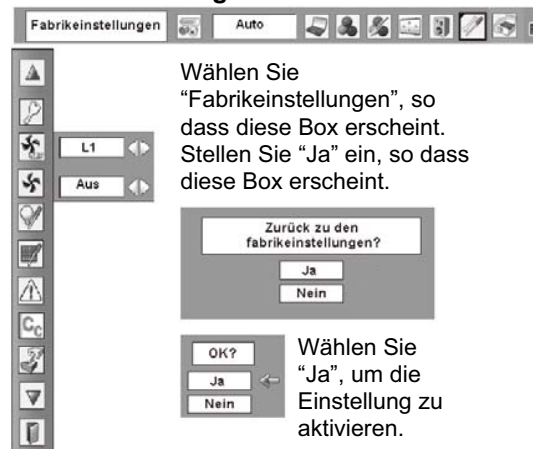 Fabrikeinstellungen Auto
Wählen Sie
“Fabrikeinstellungen”, so
dass diese Box erscheint.
Stellen Sie “Ja” ein, so dass
diese Box erscheint.
L1
Aus
Zurück zu den
fabrikeinstellungen?
Ja
Nein
Cc
OK?
Ja
Nein
Wählen Sie
“Ja”, um die
Einstellung zu
aktivieren.